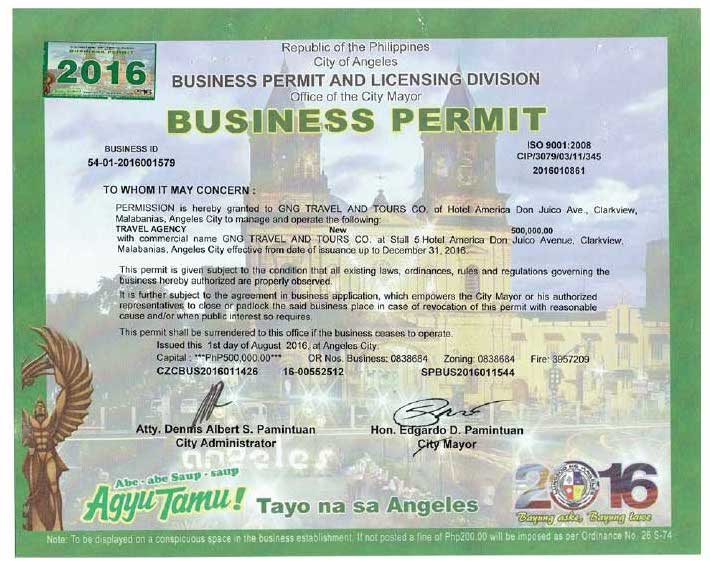 2016
Republic of the Philippines
City of Angeles
BUSINESS PERMIT AND LICENSING DIVISION
Office of the City Mayor
BUSINESS PERMIT
BUSINESS ID
54-01-2016001579
ISO 9001:2008
CIP/3079/03/11/345
2016010861
TO WHOM IT MAY CONCERN :
PERMISSION is hereby granted to GNG TRAVEL AND TOURS CO. of Hotel America Don Juico Ave., Clarkview,
Malabanias, Angeles City to manage and operate the following:
TRAVEL AGENCY New 500,000.00
with commercial name GNG TRAVEL AND TOURS CO. at Stall 5 Hotel America Don Juico Avenue, Clarkview,
Malabanias, Angeles City effective from date of issuance up to December 31, 2016.
This permit is given subject to the condition that all existing laws, ordinances, rules and regulations governing the
business hereby authorized are properly observed.
It is further subject to the agreement in business application, which empowers the City Mayor or his authorized
representatives to close or padlock the said business place in case of revocation of this permit with reasonable
cause and/or when public interest so requires.
This permit shall be surrendered to this office if the business ceases to operate.
Issued this 1st day of August 2016, at Angeles City.
Capital : ***PhP500,000.00*** OR Nos. Business: 0838684 Zoning: 0838684 Fire: 3957209
CZCBUS2016011426 16-00552512 SPBUS2016011544
Atty. Dennis Albert S. Pamintuan
City Administrator
Hon. Edgardo D. Pamintuan
City Mayor
angeles
Abe - abe Saup - saup
Agyu Tamu! Tayo na sa Angeles
2016
Bayung aske, Bayung lawe
Note: To be displayed on a conspicuous space in the business establishment. If not posted a fine of Php200.00 will be imposed as per Ordinance No. 26 S-74